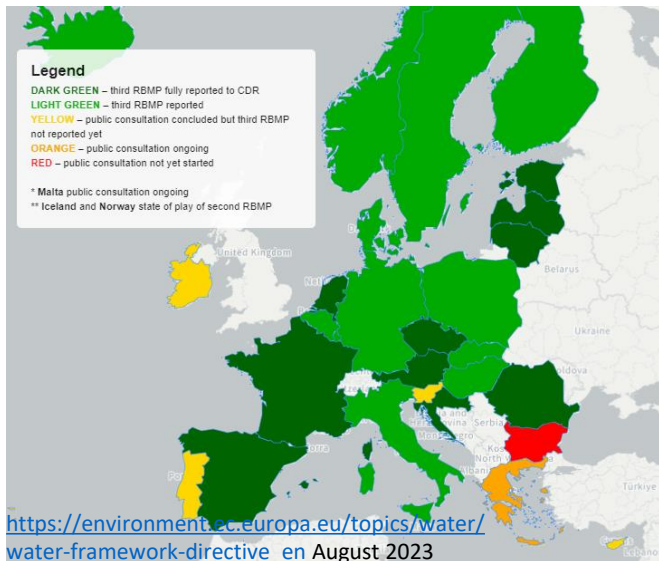 Legend
DARK GREEN – third RBMP fully reported to CDR
LIGHT GREEN – third RBMP reported
YELLOW – public consultation concluded but third RBMP
not reported yet
ORANGE – public consultation ongoing
RED – public consultation not yet started
* Malta public consultation ongoing
** Iceland and Norway state of play of second RBMP
United Kingdom
Belarus
Ukraine
Serbia
Türkiye
https://environment.ec.europa.eu/topics/water/
water-framework-directive_en August 2023